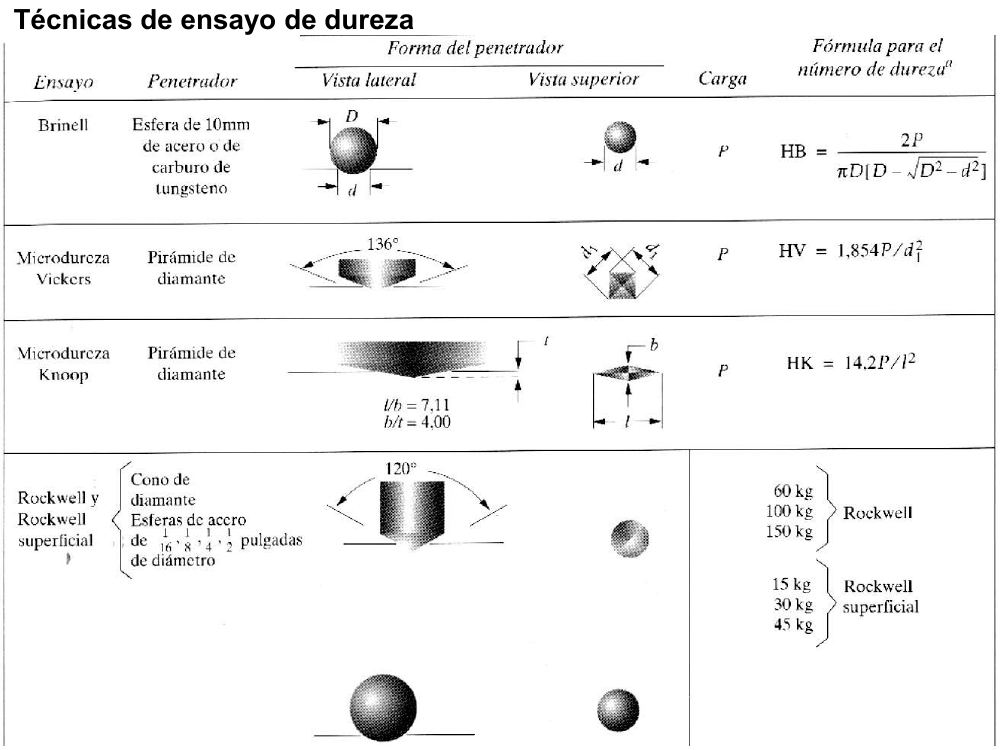 Técnicas de ensayo de dureza
Forma del penetrador
Fórmula para el
número de dureza^a
Ensayo Penetrador Vista lateral Vista superior Carga
Brinell
Esfera de 10mm
de acero o de
carburo de
tungsteno
D
d
d
P
HB = 2P / πD[D – √D² – d²]
Microdureza
Vickers
Pirámide de
diamante
136°
d₁ d₁
P
HV = 1,854P/d₁²
Microdureza
Knoop
Pirámide de
diamante
t
l/b = 7,11
b/t = 4,00
b
l
P
HK = 14,2P/l²
Rockwell y
Rockwell
superficial
Cono de
diamante
Esferas de acero
de 1/16, 1/8, 1/4, 1/2 pulgadas
de diámetro
120°
60 kg
100 kg
150 kg
Rockwell
15 kg
30 kg
45 kg
Rockwell
superficial